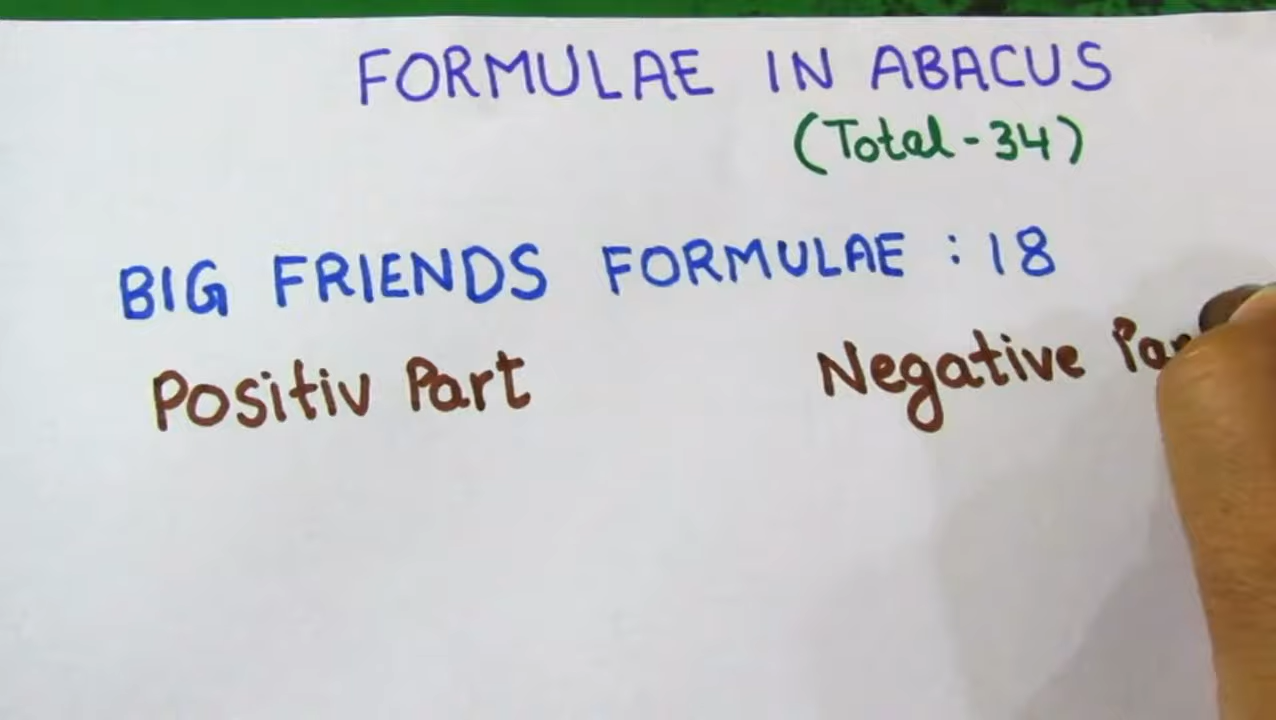 FORMULAE IN ABACUS
(Total-34)
BIG FRIENDS FORMULAE : 18
Positiv Part
Negative